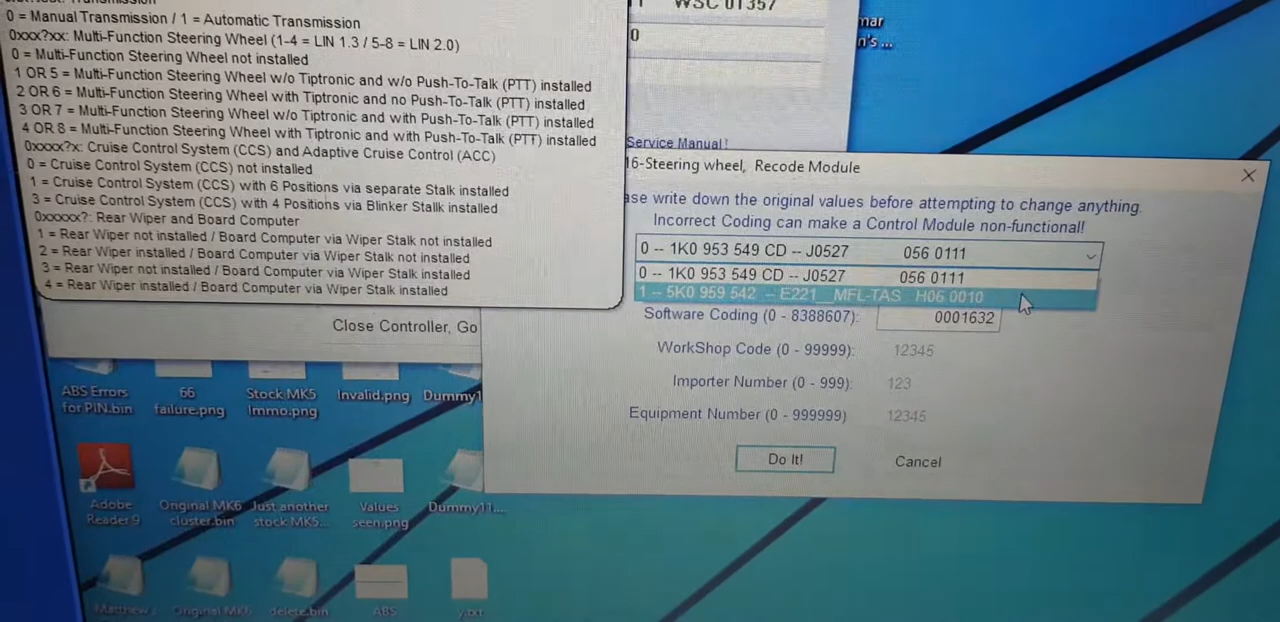 0 = Manual Transmission / 1 = Automatic Transmission
0xxx?xx: Multi-Function Steering Wheel (1-4 = LIN 1.3 / 5-8 = LIN 2.0)
0 = Multi-Function Steering Wheel not installed
1 OR 5 = Multi-Function Steering Wheel w/o Tiptronic and w/o Push-To-Talk (PTT) installed
2 OR 6 = Multi-Function Steering Wheel with Tiptronic and no Push-To-Talk (PTT) installed
3 OR 7 = Multi-Function Steering Wheel w/o Tiptronic and with Push-To-Talk (PTT) installed
4 OR 8 = Multi-Function Steering Wheel with Tiptronic and with Push-To-Talk (PTT) installed
0xxxx?x: Cruise Control System (CCS) and Adaptive Cruise Control (ACC)
0 = Cruise Control System (CCS) not installed
1 = Cruise Control System (CCS) with 6 Positions via separate Stalk installed
3 = Cruise Control System (CCS) with 4 Positions via Blinker Stallk installed
0xxxxx?: Rear Wiper and Board Computer
1 = Rear Wiper not installed / Board Computer via Wiper Stalk not installed
2 = Rear Wiper installed / Board Computer via Wiper Stalk not installed
3 = Rear Wiper not installed / Board Computer via Wiper Stalk installed
4 = Rear Wiper installed / Board Computer via Wiper Stalk installed
WSC 01357
0
mar
n's ...
Service Manual!
16-Steering wheel, Recode Module
ase write down the original values before attempting to change anything.
Incorrect Coding can make a Control Module non-functional!
0 -- 1K0 953 549 CD -- J0527 056 0111
0 -- 1K0 953 549 CD -- J0527 056 0111
1 -- 5K0 959 542 -- E221__MFL-TAS H06 0010
Software Coding (0 - 8388607): 0001632
WorkShop Code (0 - 99999): 12345
Importer Number (0 - 999): 123
Equipment Number (0 - 999999) 12345
Do It! Cancel
Close Controller, Go
ABS Errors for PIN.bin
66 failure.png
Stock MK5 Immo.png
Invalid.png
Dummy1
Adobe Reader 9
Original MK6 cluster.bin
Just another stock MK5...
Values seen.png
Dummy11....
Matthew
Original MK6
delete.bin
ABS
y.txt